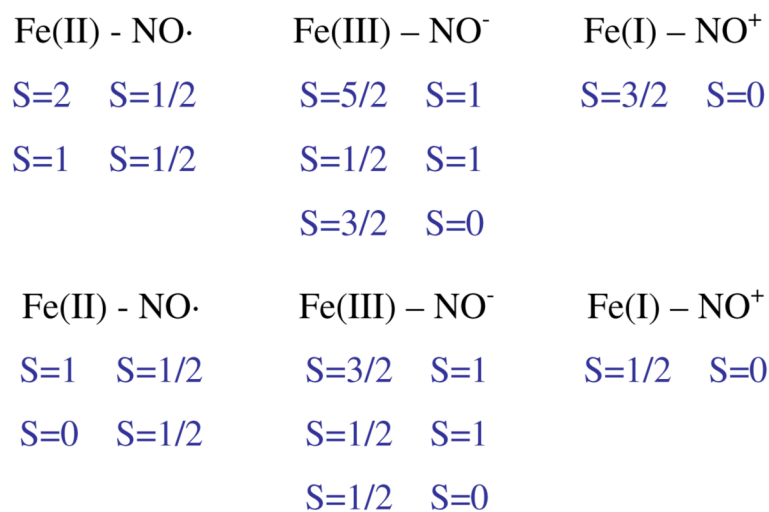 Fe(II) - NO· Fe(III) – NO⁻ Fe(I) – NO⁺
S=2 S=1/2 S=5/2 S=1 S=3/2 S=0
S=1 S=1/2 S=1/2 S=1
S=3/2 S=0
Fe(II) - NO· Fe(III) – NO⁻ Fe(I) – NO⁺
S=1 S=1/2 S=3/2 S=1 S=1/2 S=0
S=0 S=1/2 S=1/2 S=1
S=1/2 S=0